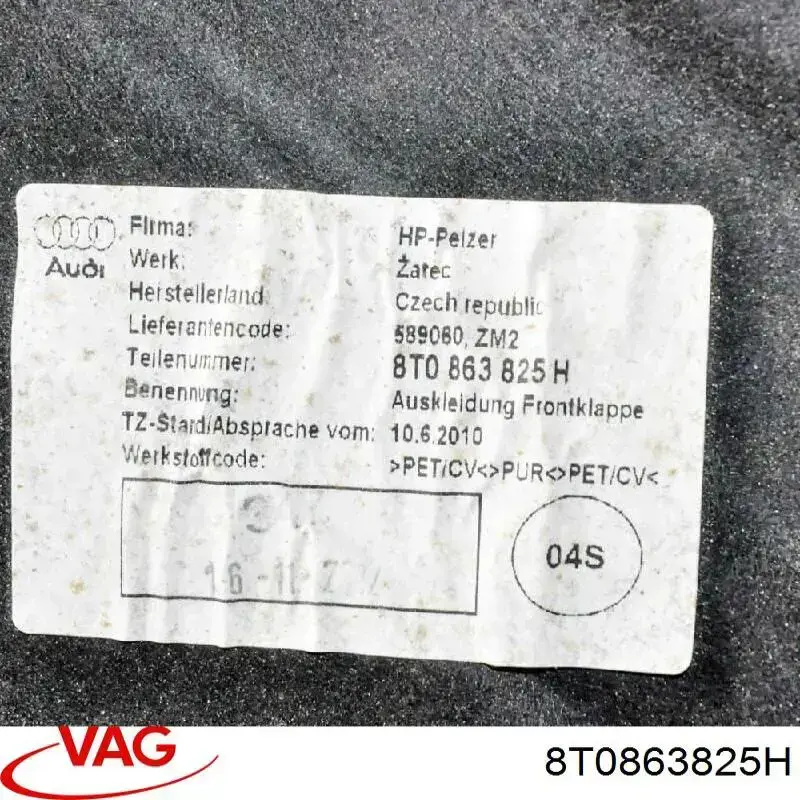 Audi
Firma: HP-Pelzer
Werk: Žatec
Herstellerland: Czech republic
Lieferantencode: 589060, ZM2
Teilenummer: 8T0 863 825 H
Benennung: Auskleidung Frontklappe
TZ-Stand/Absprache vom: 10.6.2010
Werkstoffcode: >PET/CV<>PUR<>PET/CV<
3
04S
VAG
8T0863825H